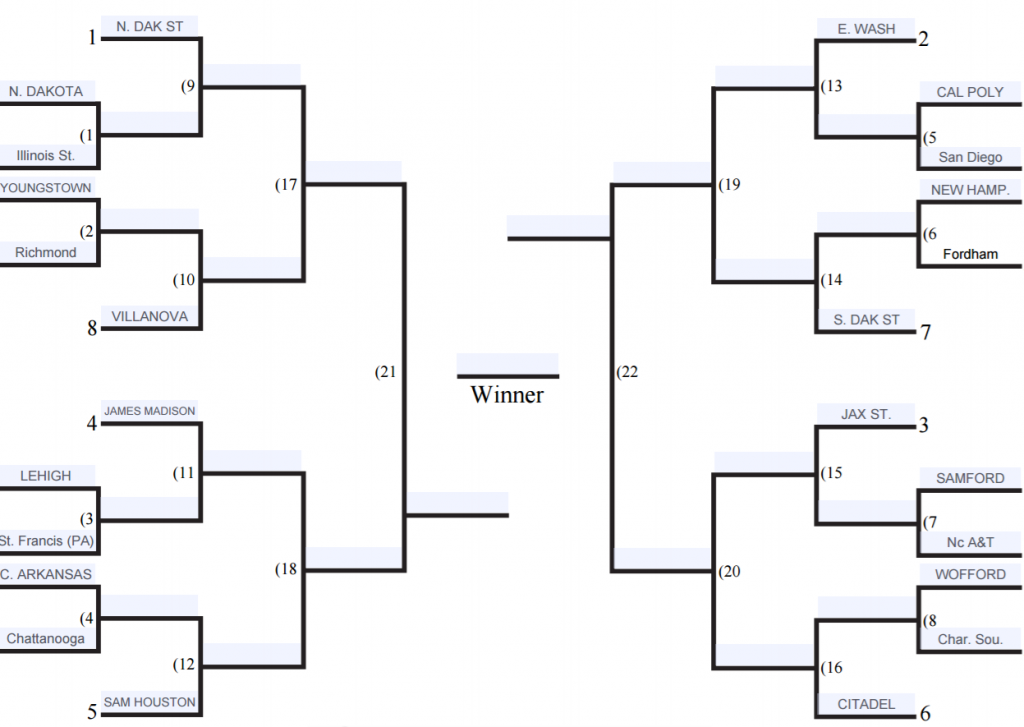 N. DAK ST
1
(9
N. DAKOTA
(1
Illinois St.
YOUNGSTOWN
(17
(2
Richmond
(10
VILLANOVA
8
(21
JAMES MADISON
4
(11
LEHIGH
(3
St. Francis (PA)
C. ARKANSAS
(18
(4
Chattanooga
(12
SAM HOUSTON
5
Winner
E. WASH
2
(13
CAL POLY
(5
San Diego
(19
NEW HAMP.
(6
Fordham
(14
S. DAK ST
7
(22
JAX ST.
3
(15
SAMFORD
(7
Nc A&T
(20
WOFFORD
(8
Char. Sou.
(16
CITADEL
6